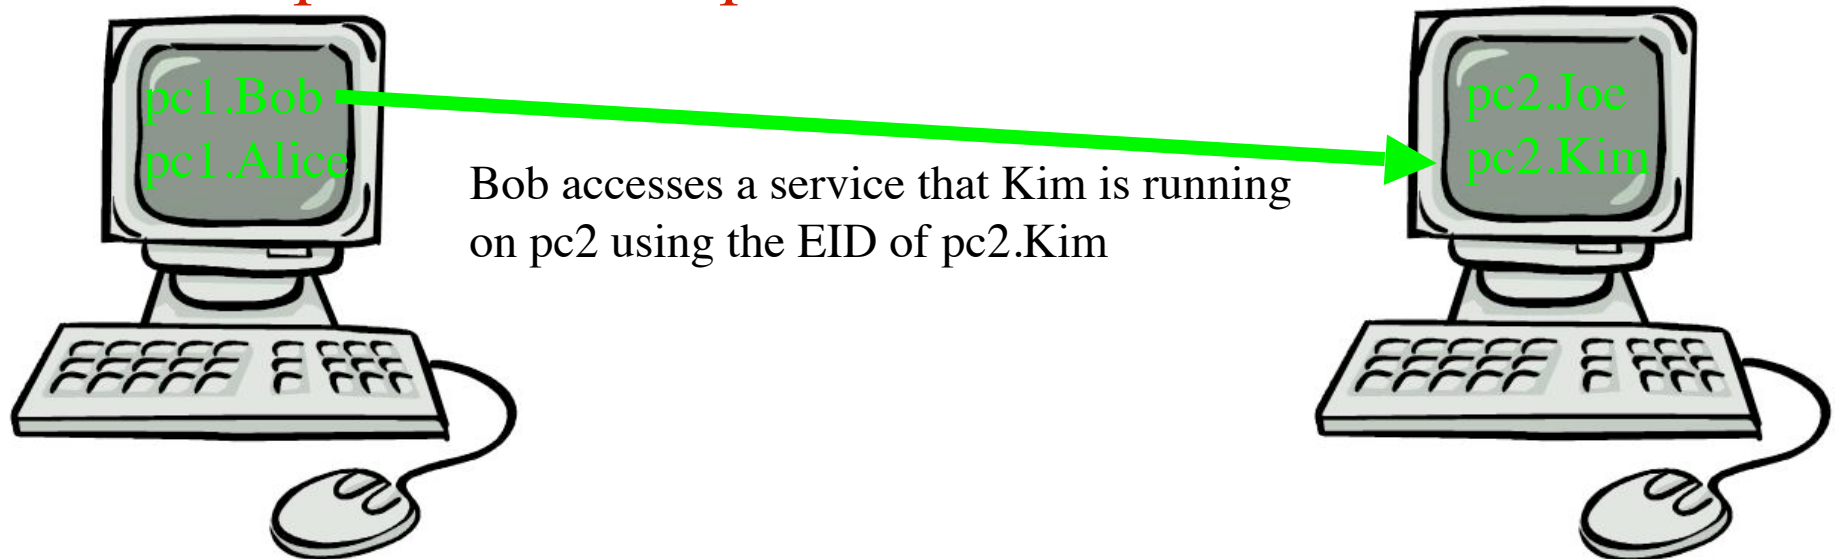 pc1.Bob
pc1.Alice
Bob accesses a service that Kim is running
on pc2 using the EID of pc2.Kim
pc2.Joe
pc2.Kim